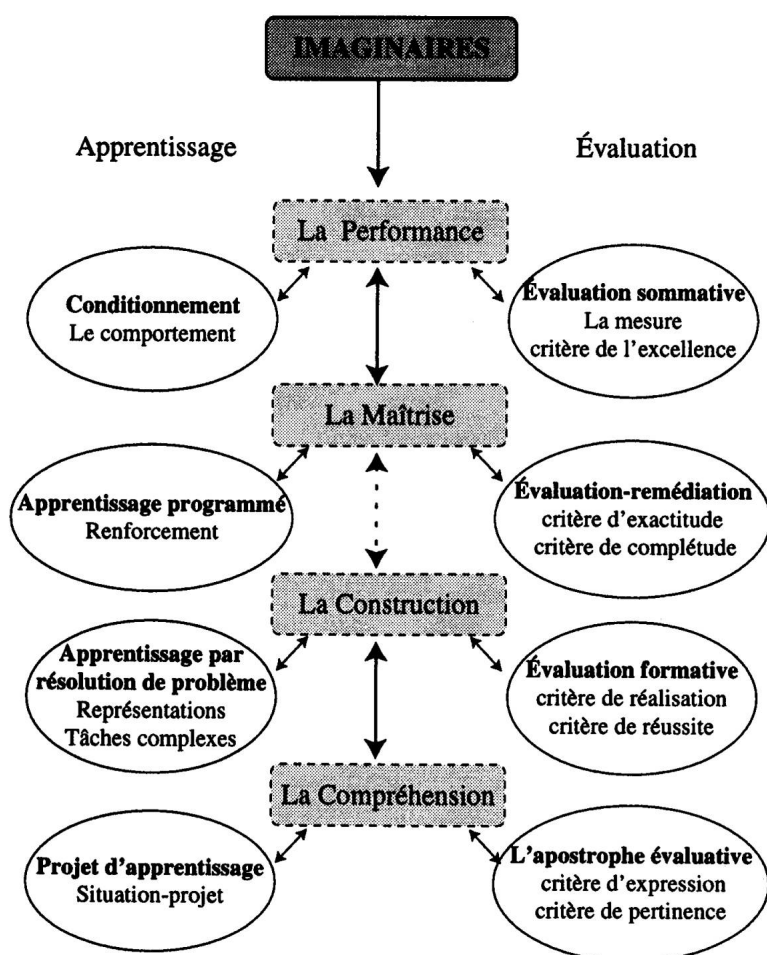 IMAGINAIRES
Apprentissage
Évaluation
La Performance
Conditionnement
Le comportement
Évaluation sommative
La mesure
critère de l'excellence
La Maîtrise
Apprentissage programmé
Renforcement
Évaluation-remédiation
critère d'exactitude
critère de complétude
La Construction
Apprentissage par
résolution de problème
Représentations
Tâches complexes
Évaluation formative
critère de réalisation
critère de réussite
La Compréhension
Projet d'apprentissage
Situation-projet
L'apostrophe évaluative
critère d'expression
critère de pertinence